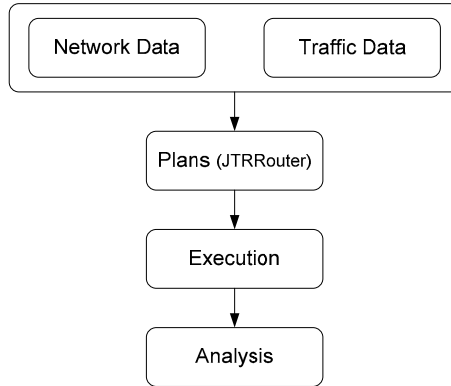 Network Data
Traffic Data
Plans (JTRRouter)
Execution
Analysis